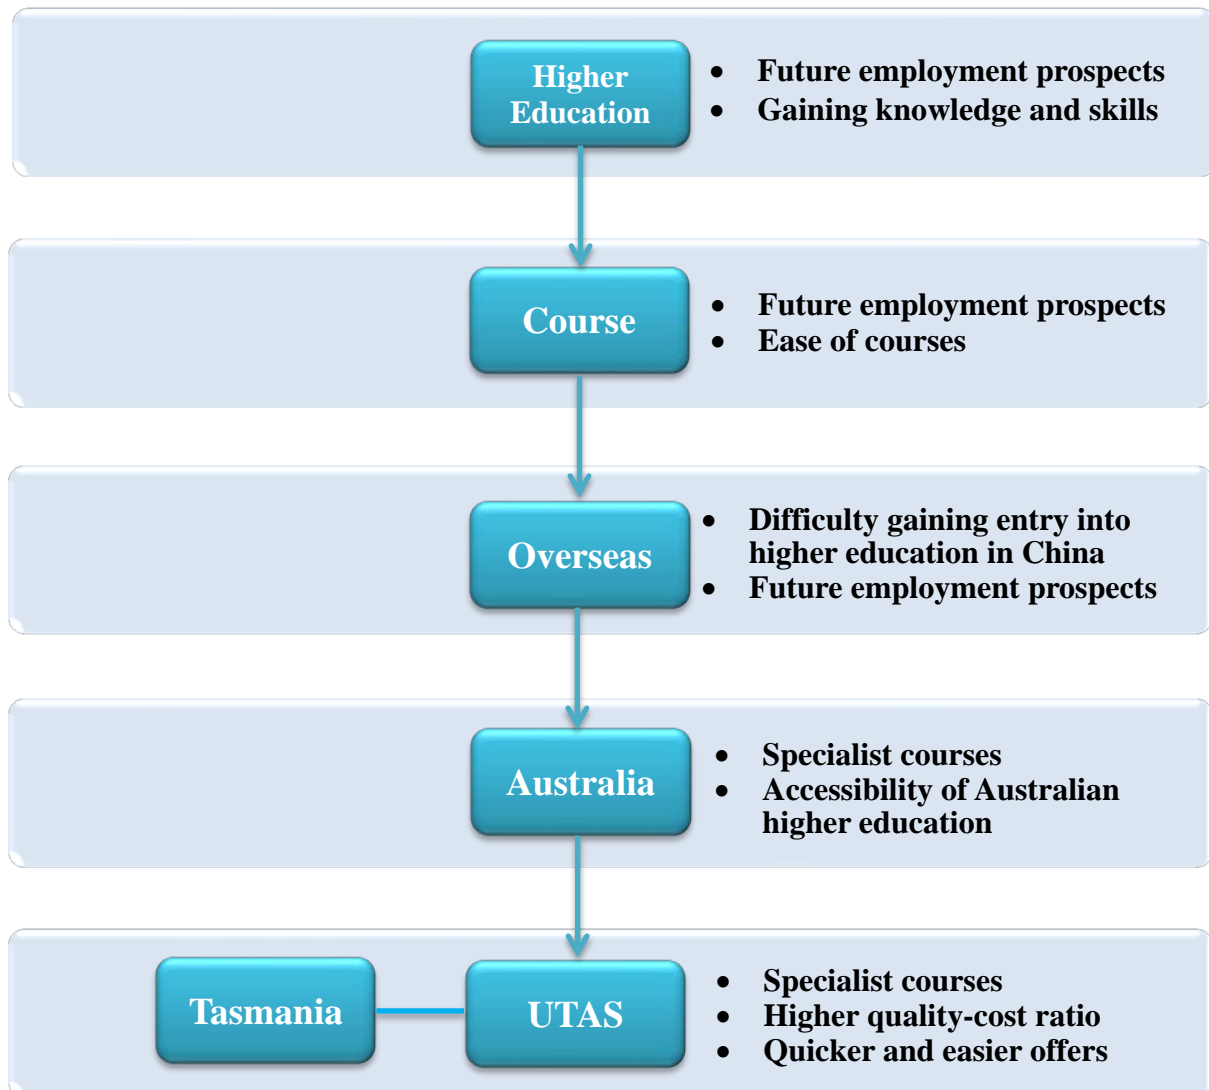 Higher
Education
• Future employment prospects
• Gaining knowledge and skills
Course
• Future employment prospects
• Ease of courses
Overseas
• Difficulty gaining entry into
higher education in China
• Future employment prospects
Australia
• Specialist courses
• Accessibility of Australian
higher education
Tasmania
UTAS
• Specialist courses
• Higher quality-cost ratio
• Quicker and easier offers